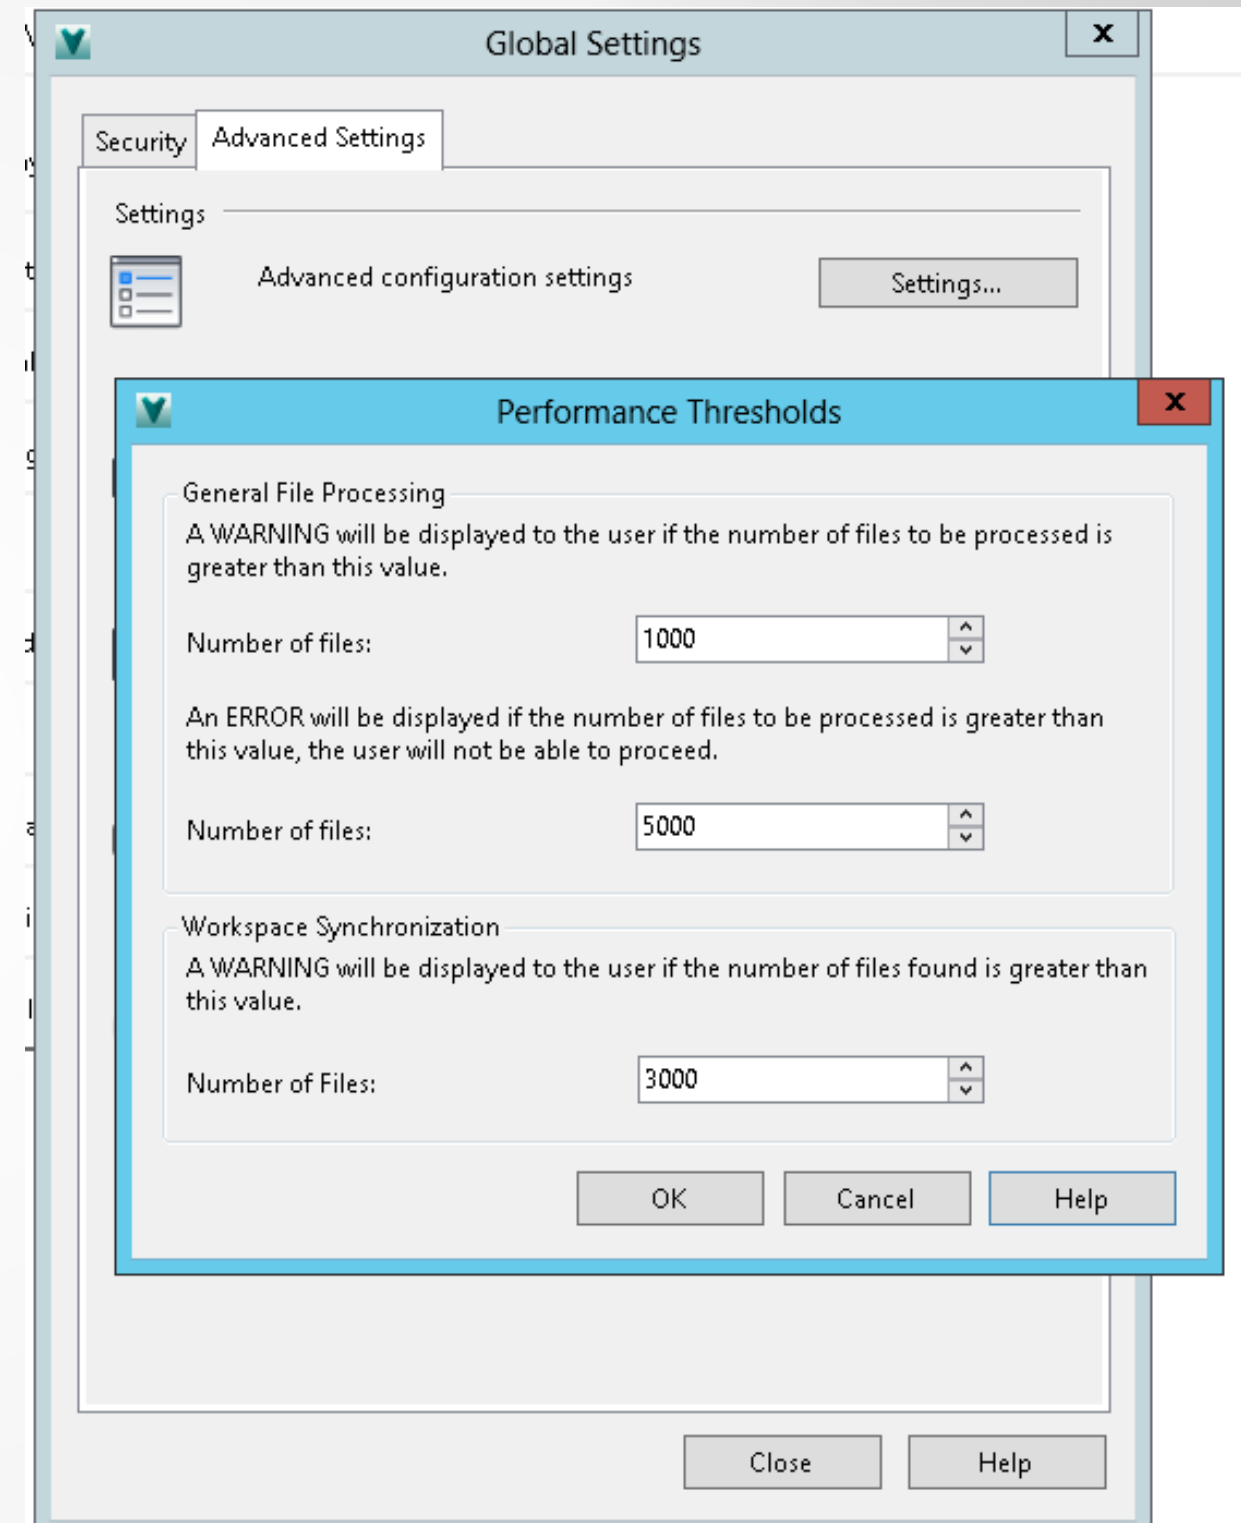 Global Settings
Security
Advanced Settings
Settings
Advanced configuration settings
Settings...
Performance Thresholds
General File Processing
A WARNING will be displayed to the user if the number of files to be processed is
greater than this value.
Number of files:
1000
An ERROR will be displayed if the number of files to be processed is greater than
this value, the user will not be able to proceed.
Number of files:
5000
Workspace Synchronization
A WARNING will be displayed to the user if the number of files found is greater than
this value.
Number of Files:
3000
OK
Cancel
Help
Close
Help